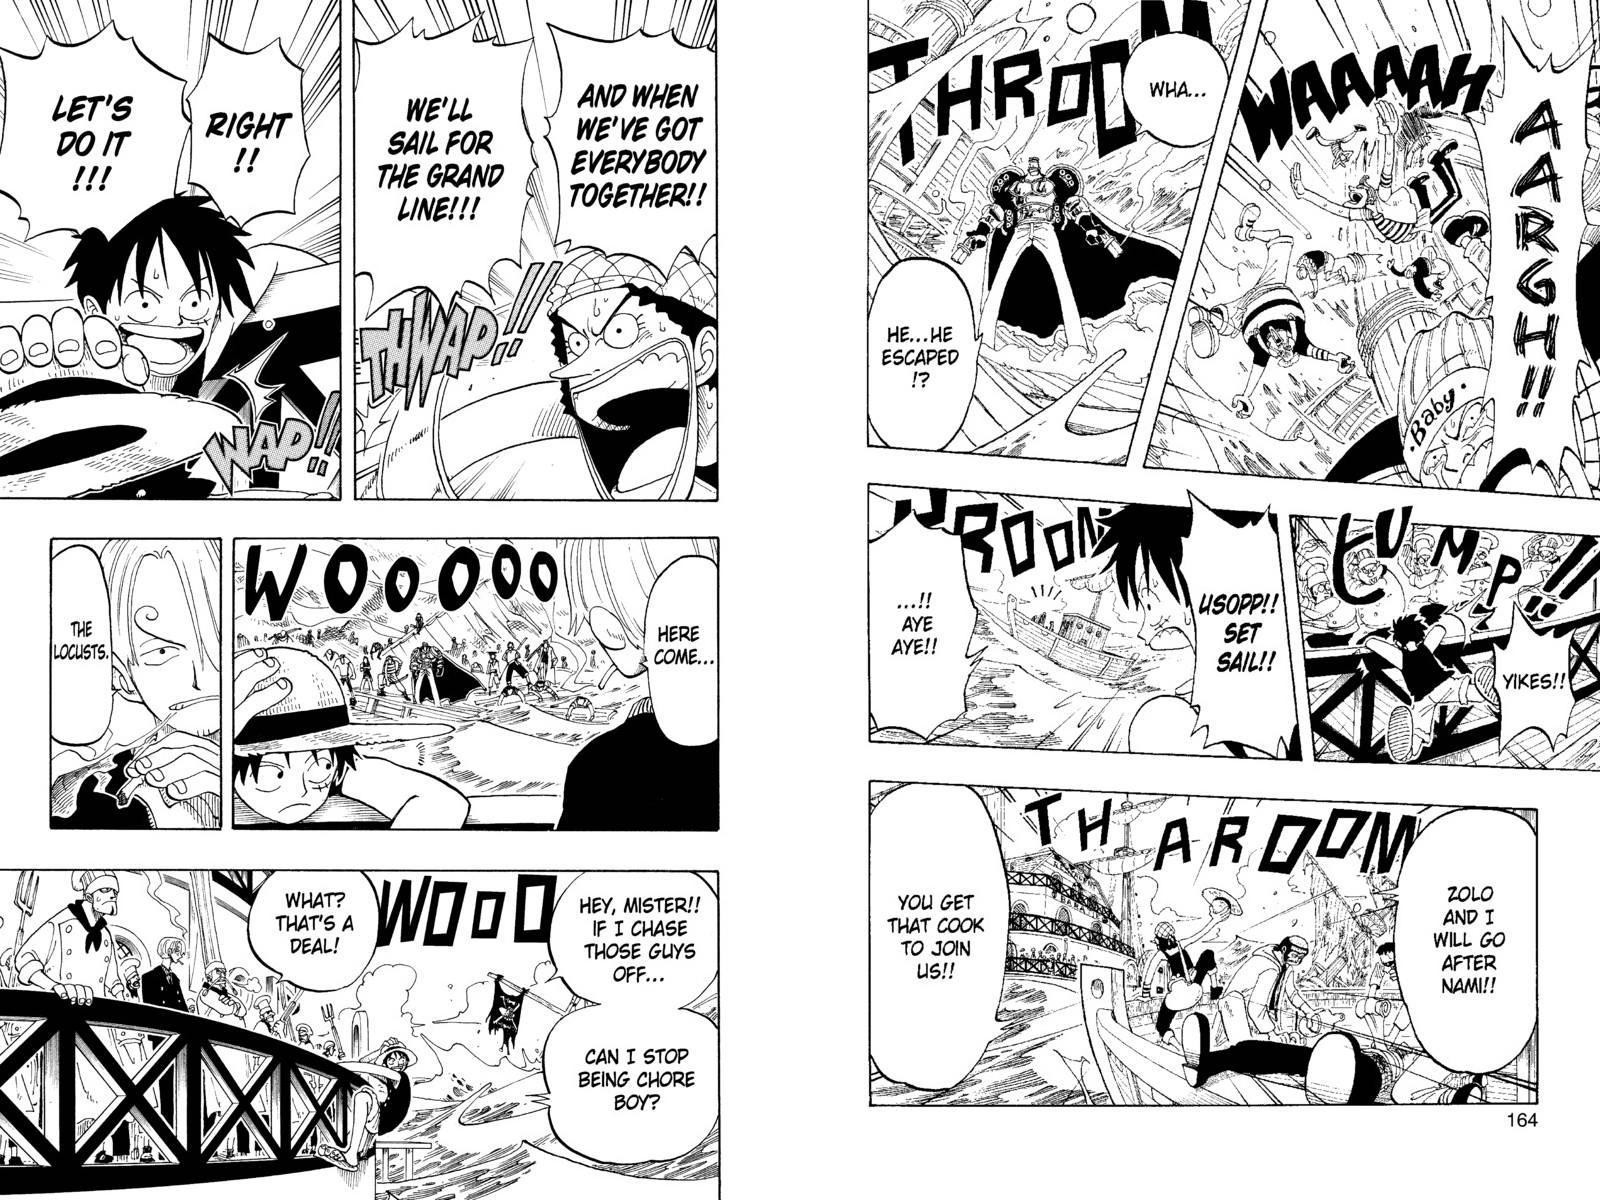 AARGH!!
WAAAAAH
Baby
THROOM
WHA...
HE...HE
ESCAPED
!?
TUMP!!
YIKES!!
USOPP!!
SET
SAIL!!
...!!
AYE
AYE!!
THAROOM
ZOLO
AND I
WILL GO
AFTER
NAMI!!
YOU GET
THAT COOK
TO JOIN
US!!
164
AND WHEN
WE'VE GOT
EVERYBODY
TOGETHER!!
WE'LL
SAIL FOR
THE GRAND
LINE!!!
THWAP!!
RIGHT
!!
LET'S
DO IT
!!!
WAP!!
HERE
COME...
WOOOOO
THE
LOCUSTS.
HEY, MISTER!!
IF I CHASE
THOSE GUYS
OFF...
CAN I STOP
BEING CHORE
BOY?
WOOO
WHAT?
THAT'S A
DEAL!